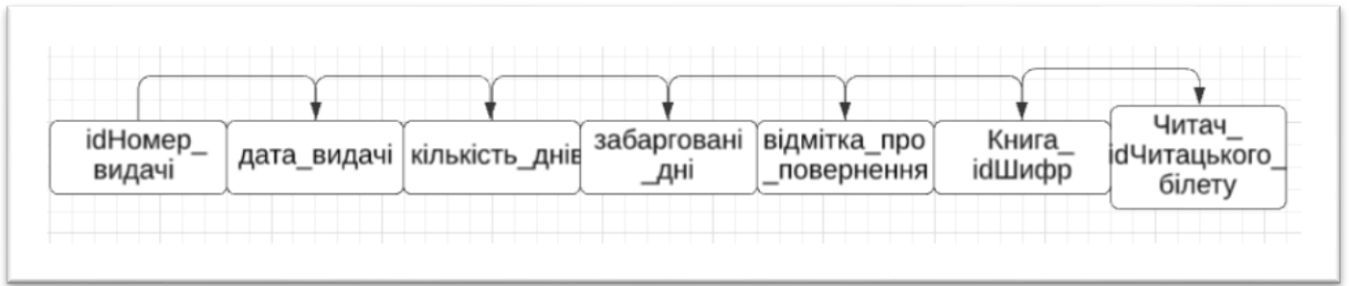 idНомер_
видачі
дата_видачі
кількість_днів
забарговані
_дні
відмітка_про
_повернення
Книга_
idШифр
Читач_
idЧитацького_
білету